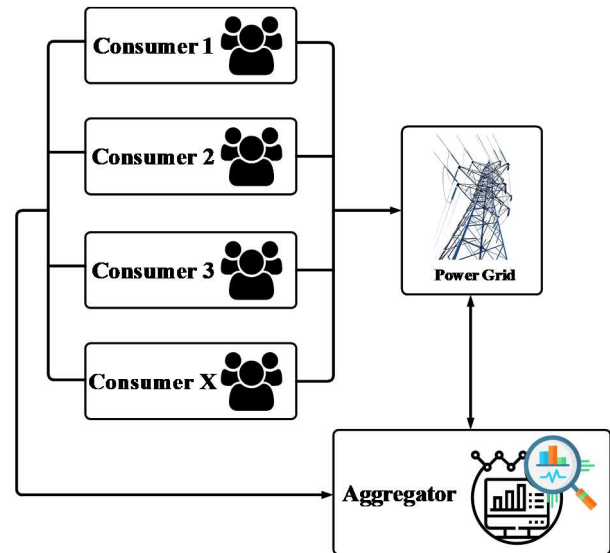 Consumer 1
Consumer 2
Consumer 3
Consumer X
Power Grid
Aggregator